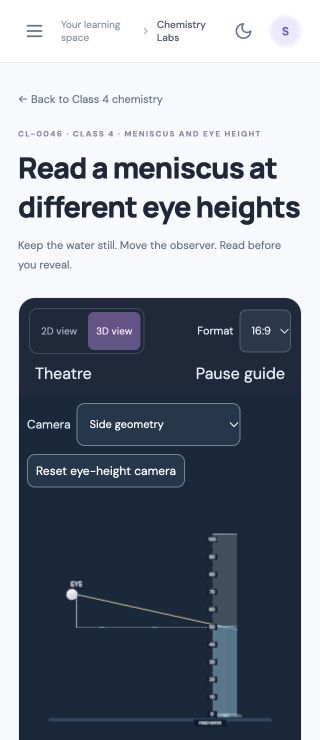 Your learning space
Chemistry Labs
S
← Back to Class 4 chemistry
CL-0046 · CLASS 4 · MENISCUS AND EYE HEIGHT
Read a meniscus at
different eye heights
Keep the water still. Move the observer. Read before
you reveal.
2D view
3D view
Format
16:9
Theatre
Pause guide
Camera
Side geometry
Reset eye-height camera
EYE
100
90
80
70
60
50
40
30
20
10
0